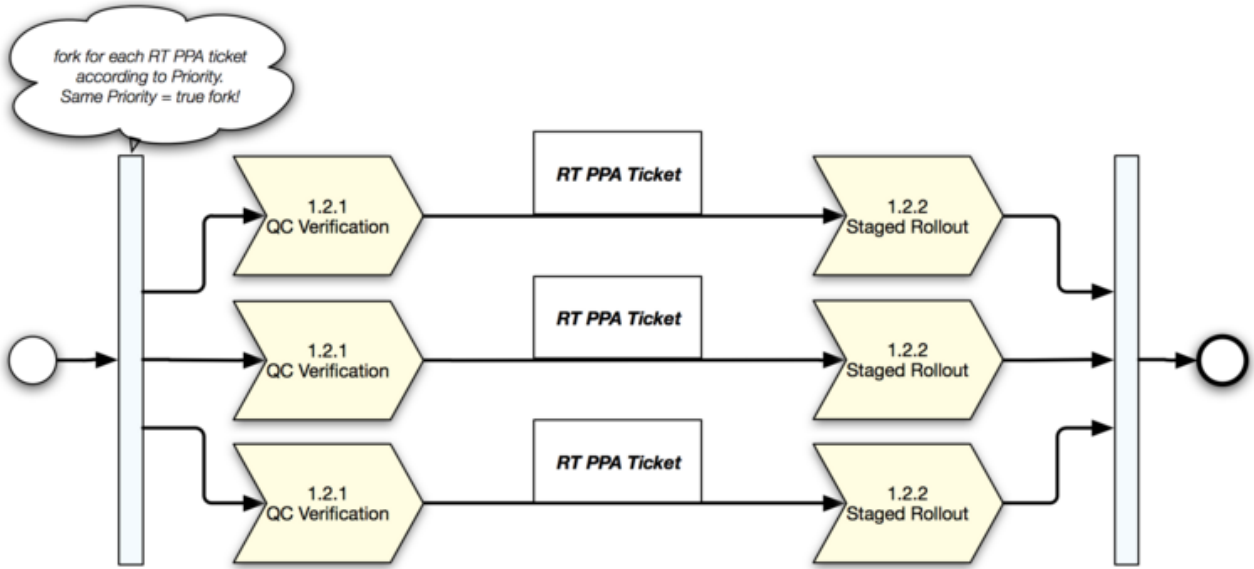 fork for each RT PPA ticket
according to Priority.
Same Priority = true fork!
1.2.1
QC Verification
RT PPA Ticket
1.2.2
Staged Rollout
1.2.1
QC Verification
RT PPA Ticket
1.2.2
Staged Rollout
1.2.1
QC Verification
RT PPA Ticket
1.2.2
Staged Rollout